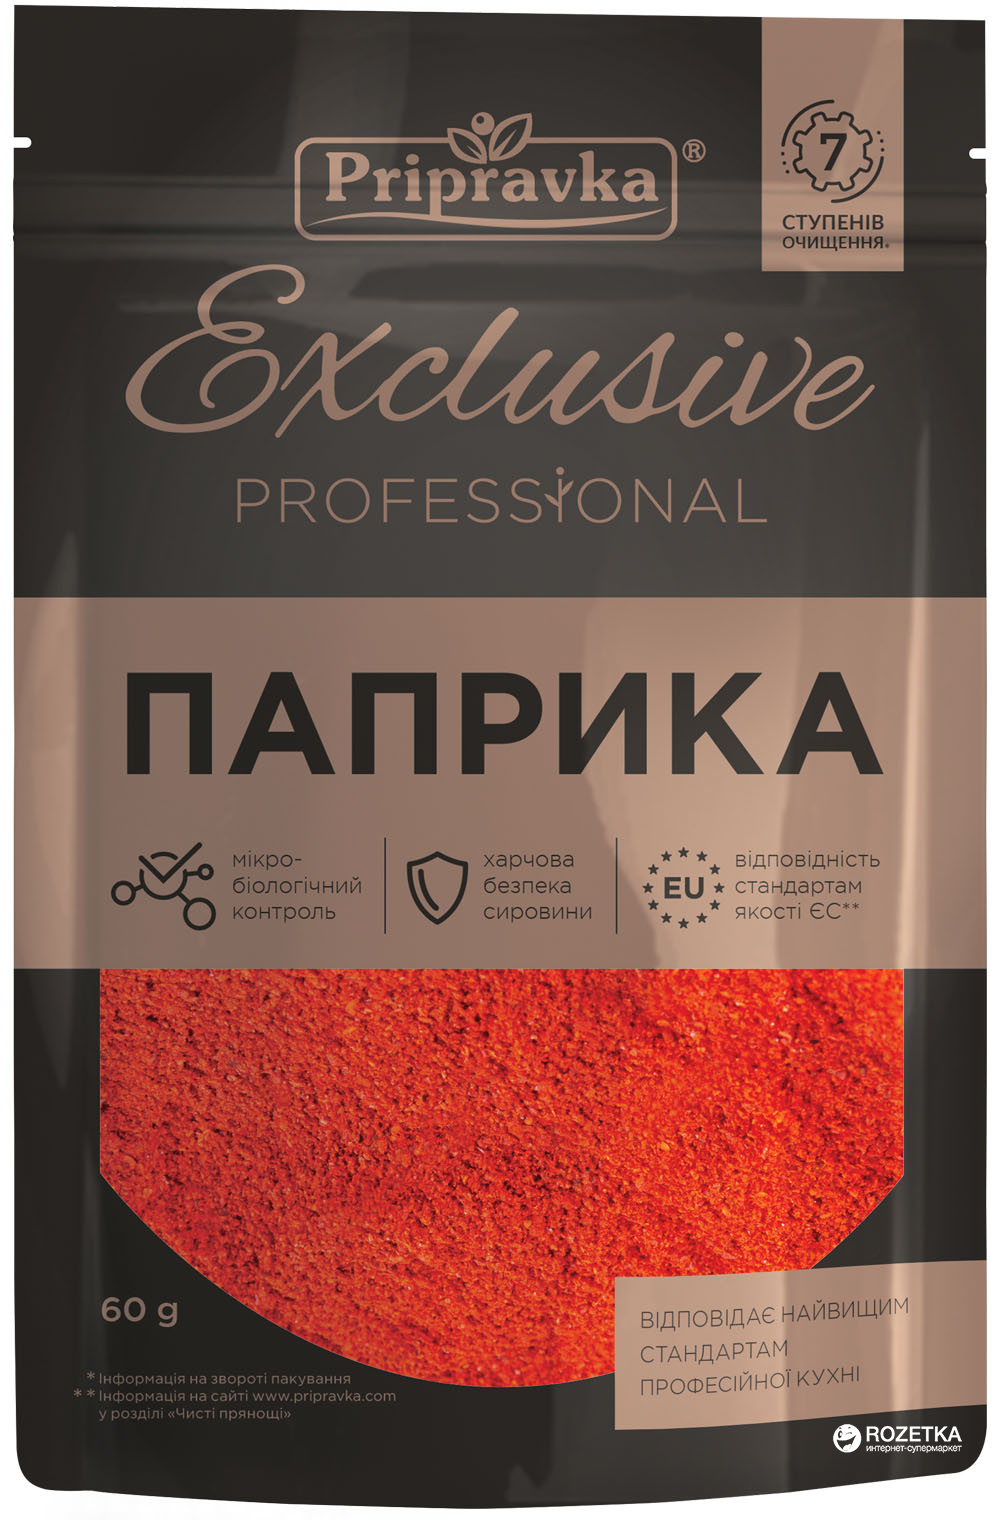 Pripravka®
7
СТУПЕНІВ
ОЧИЩЕННЯ*
Exclusive
PROFESSIONAL
ПАПРИКА
мікро-
біологічний
контроль
харчова
безпека
сировини
EU
відповідність
стандартам
якості ЄС**
60 g
* Інформація на звороті пакування
** Інформація на сайті www.pripravka.com
у розділі «Чисті прянощі»
ВІДПОВІДАЄ НАЙВИЩИМ
СТАНДАРТАМ
ПРОФЕСІЙНОЇ КУХНІ
ROZETKA
интернет-супермаркет